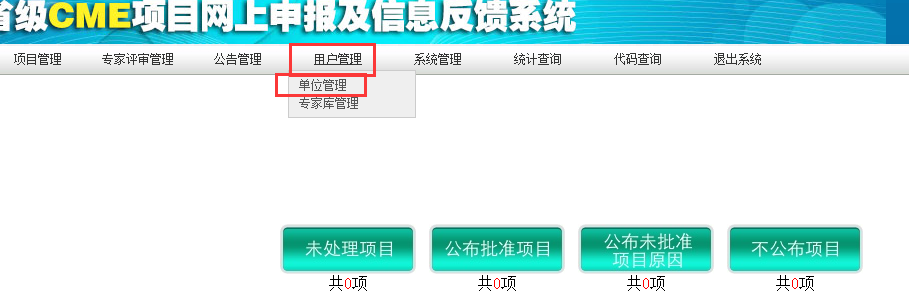 省级CME项目网上申报及信息反馈系统
项目管理 专家评审管理 公告管理 用户管理 系统管理 统计查询 代码查询 退出系统
单位管理
专家库管理
未处理项目 公布批准项目 公布未批准项目原因 不公布项目
共0项 共0项 共0项 共0项